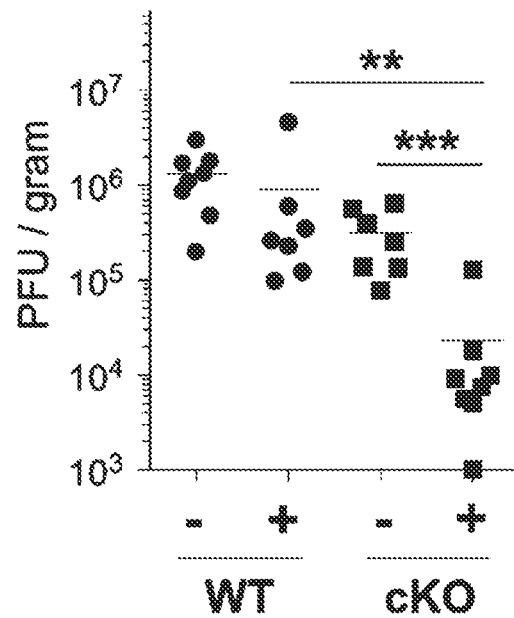 PFU / gram
10⁷
10⁶
10⁵
10⁴
10³
**
***
- + - +
WT cKO